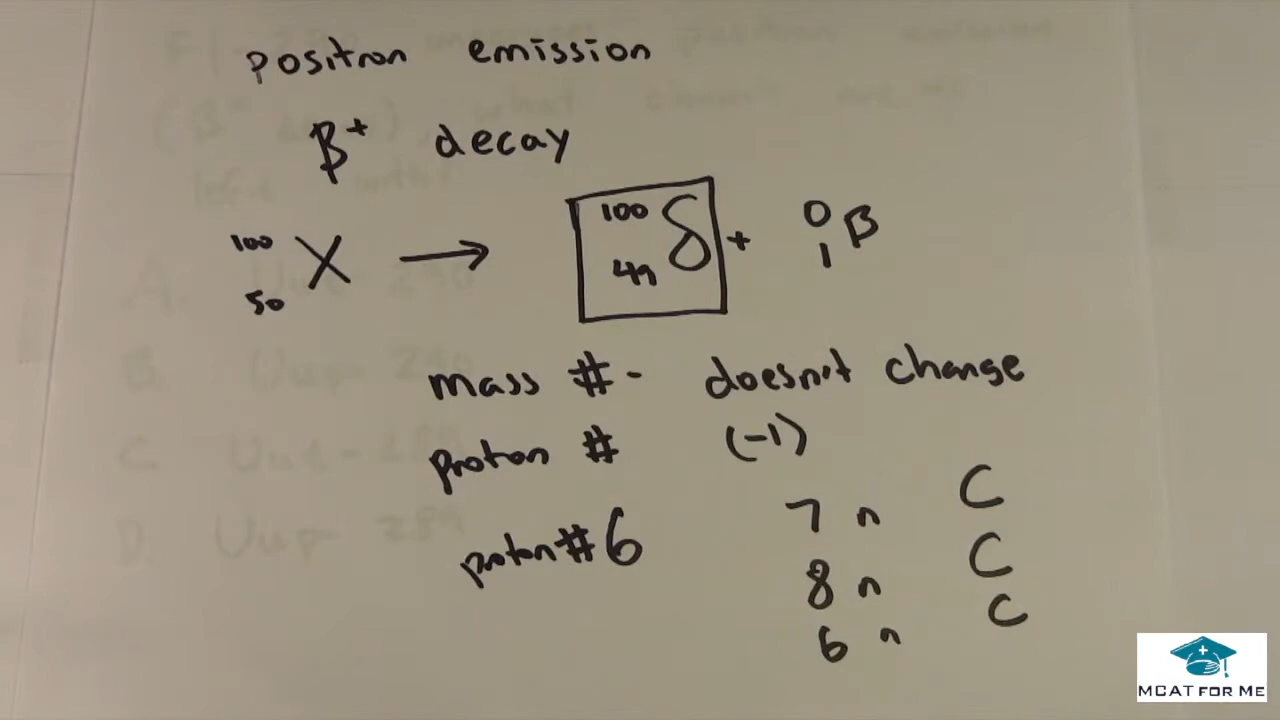 positron emission
β+ decay
100 50 X → 100 49 δ + 0 1 β
mass # - doesn't change
proton # (-1)
proton # 6 7 n C
8 n C
6 n C
MCAT FOR ME